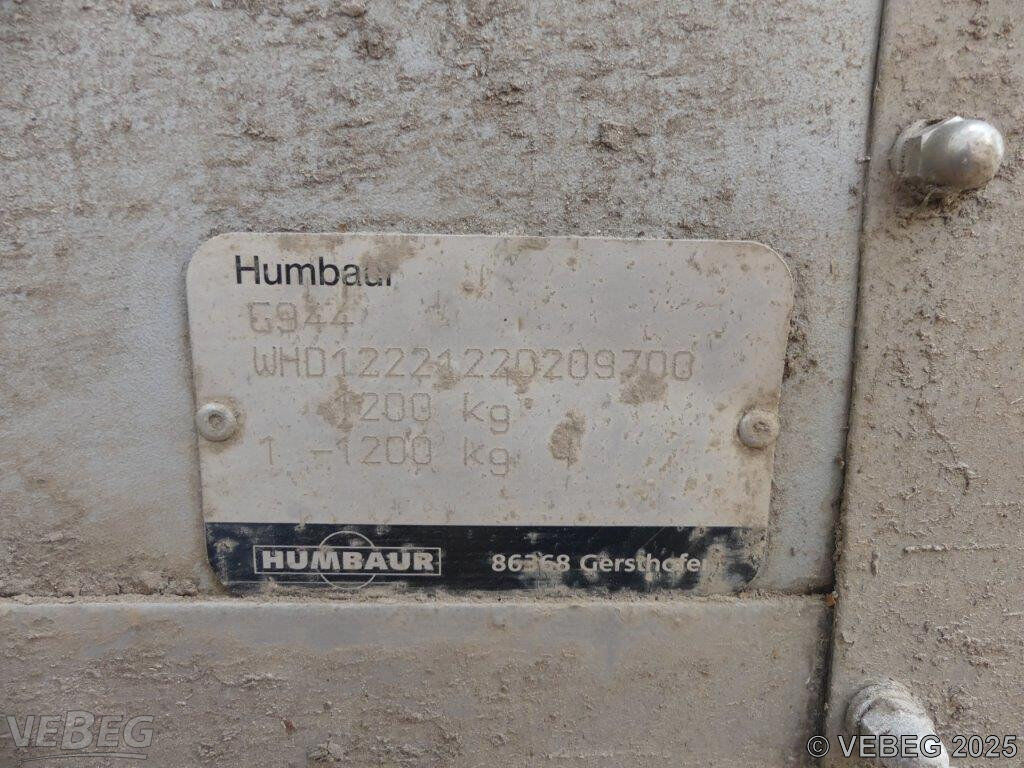 Humbaur
G944
WHD12221220209700
1200 kg
1 -1200 kg
HUMBAUR 86368 Gersthofen
VEBEG
© VEBEG 2025